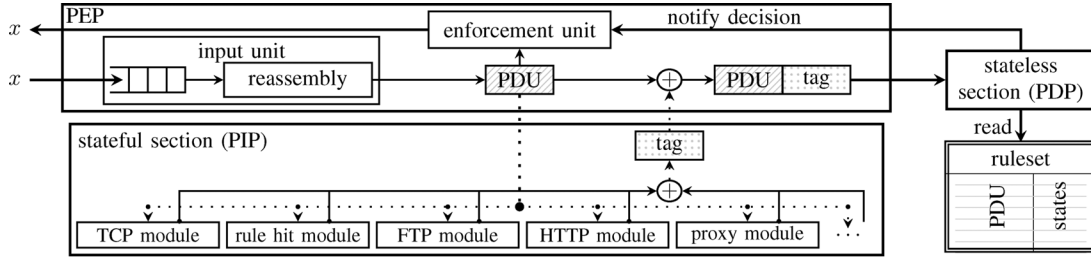 PEP
notify decision
x
enforcement unit
input unit
x
reassembly
PDU
+
PDU
tag
stateless
section (PDP)
stateful section (PIP)
tag
read
ruleset
PDU
states
+
TCP module
rule hit module
FTP module
HTTP module
proxy module
....